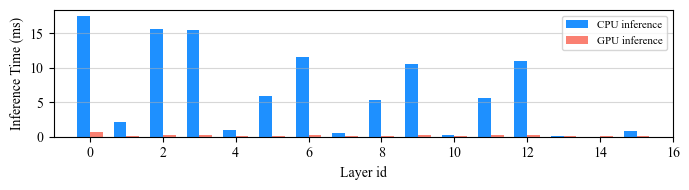 Inference Time (ms)
15
10
5
0
CPU inference
GPU inference
0 2 4 6 8 10 12 14 16
Layer id